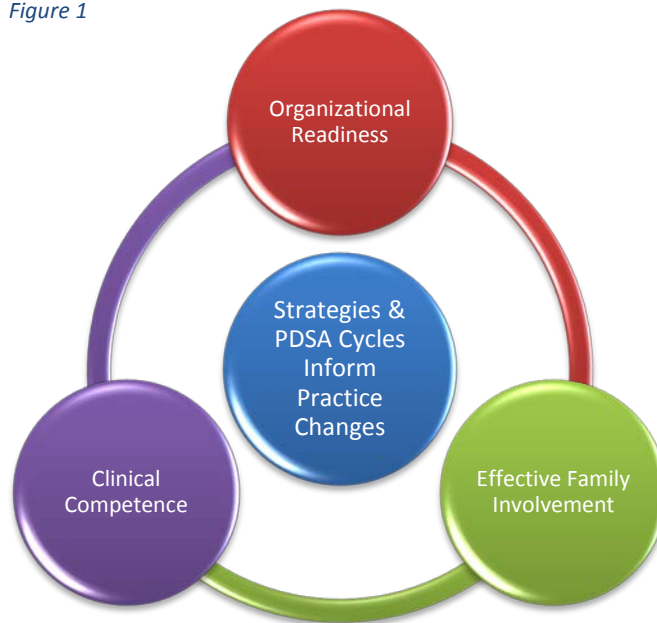 Figure 1
Organizational
Readiness
Strategies &
PDSA Cycles
Inform
Practice
Changes
Clinical
Competence
Effective Family
Involvement